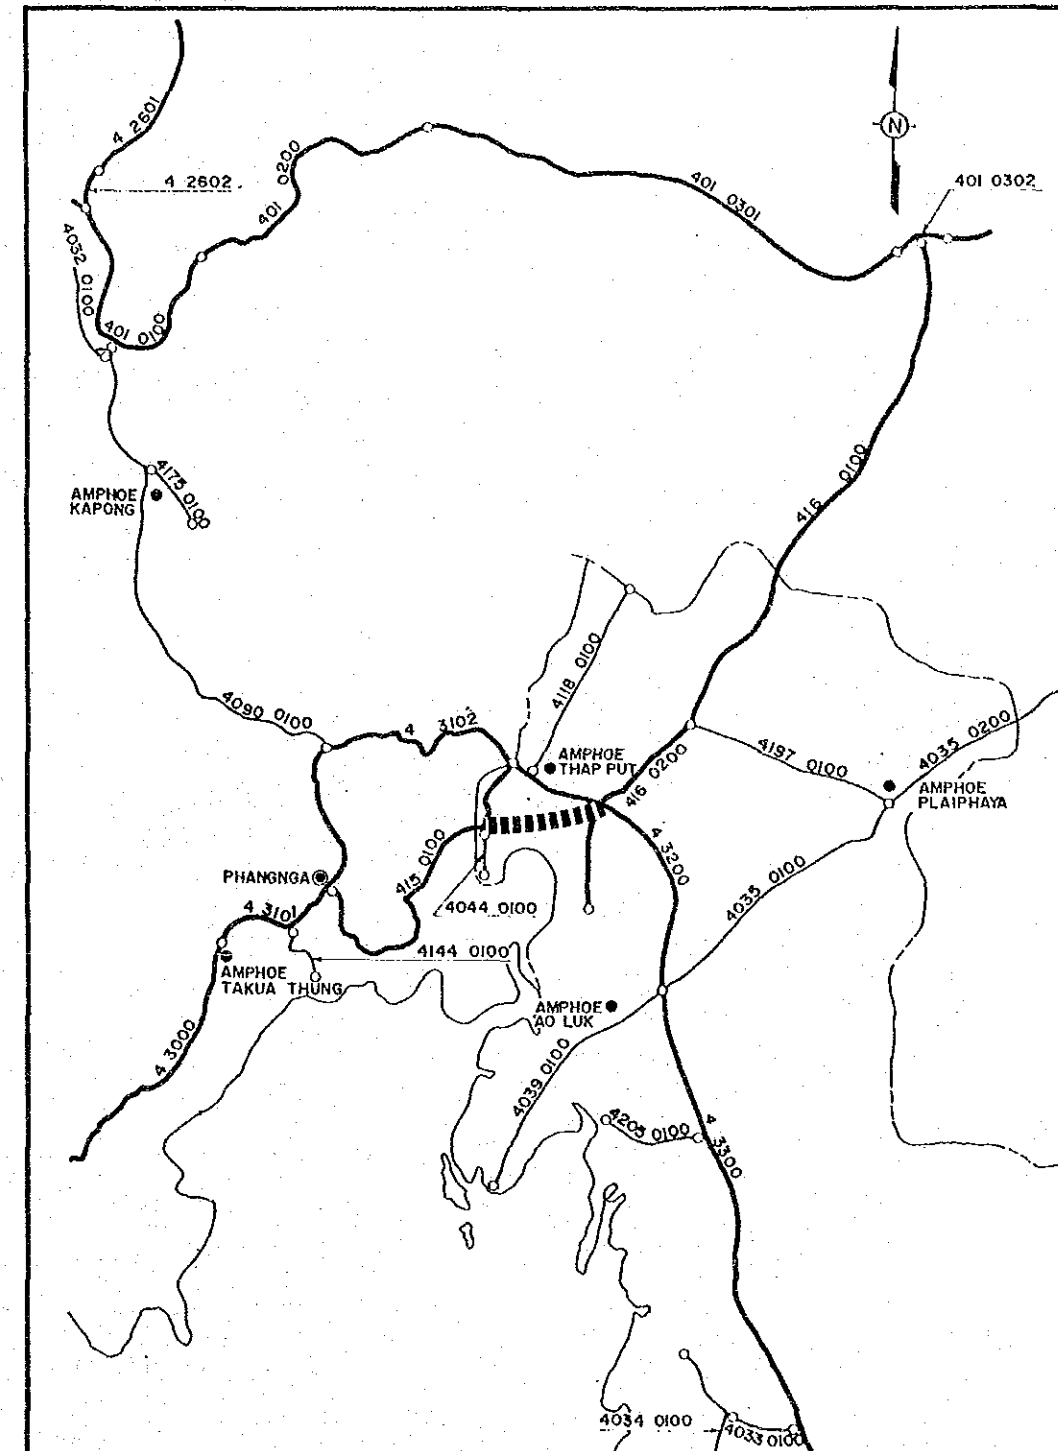 4 2601
N
0200
4 2602
401
401 0301
401 0302
4032 0100
401 0100
4175 0100
AMPHOE
KAPONG
416 0100
4118 0100
4090 0100
4 3102
AMPHOE
THAP PUT
416 0200
4197 0100
4035 0200
AMPHOE
PLAIPHAYA
415 0100
4 3200
PHANGNGA
4035 0100
4044 0100
4 3101
4144 0100
AMPHOE
TAKUA THUNG
AMPHOE
AO LUK
4 3000
4039 0100
4205 0100
4 3300
4034 0100
4033 0100